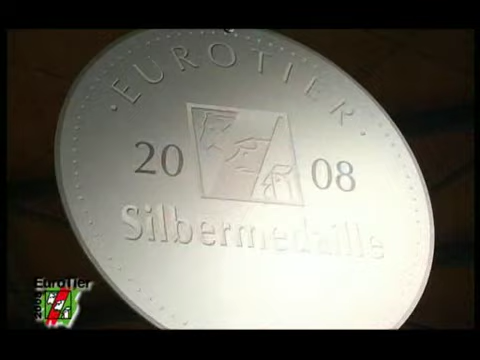 · EUROTIER ·
20 08
Silbermedaille
EuroTier
2008